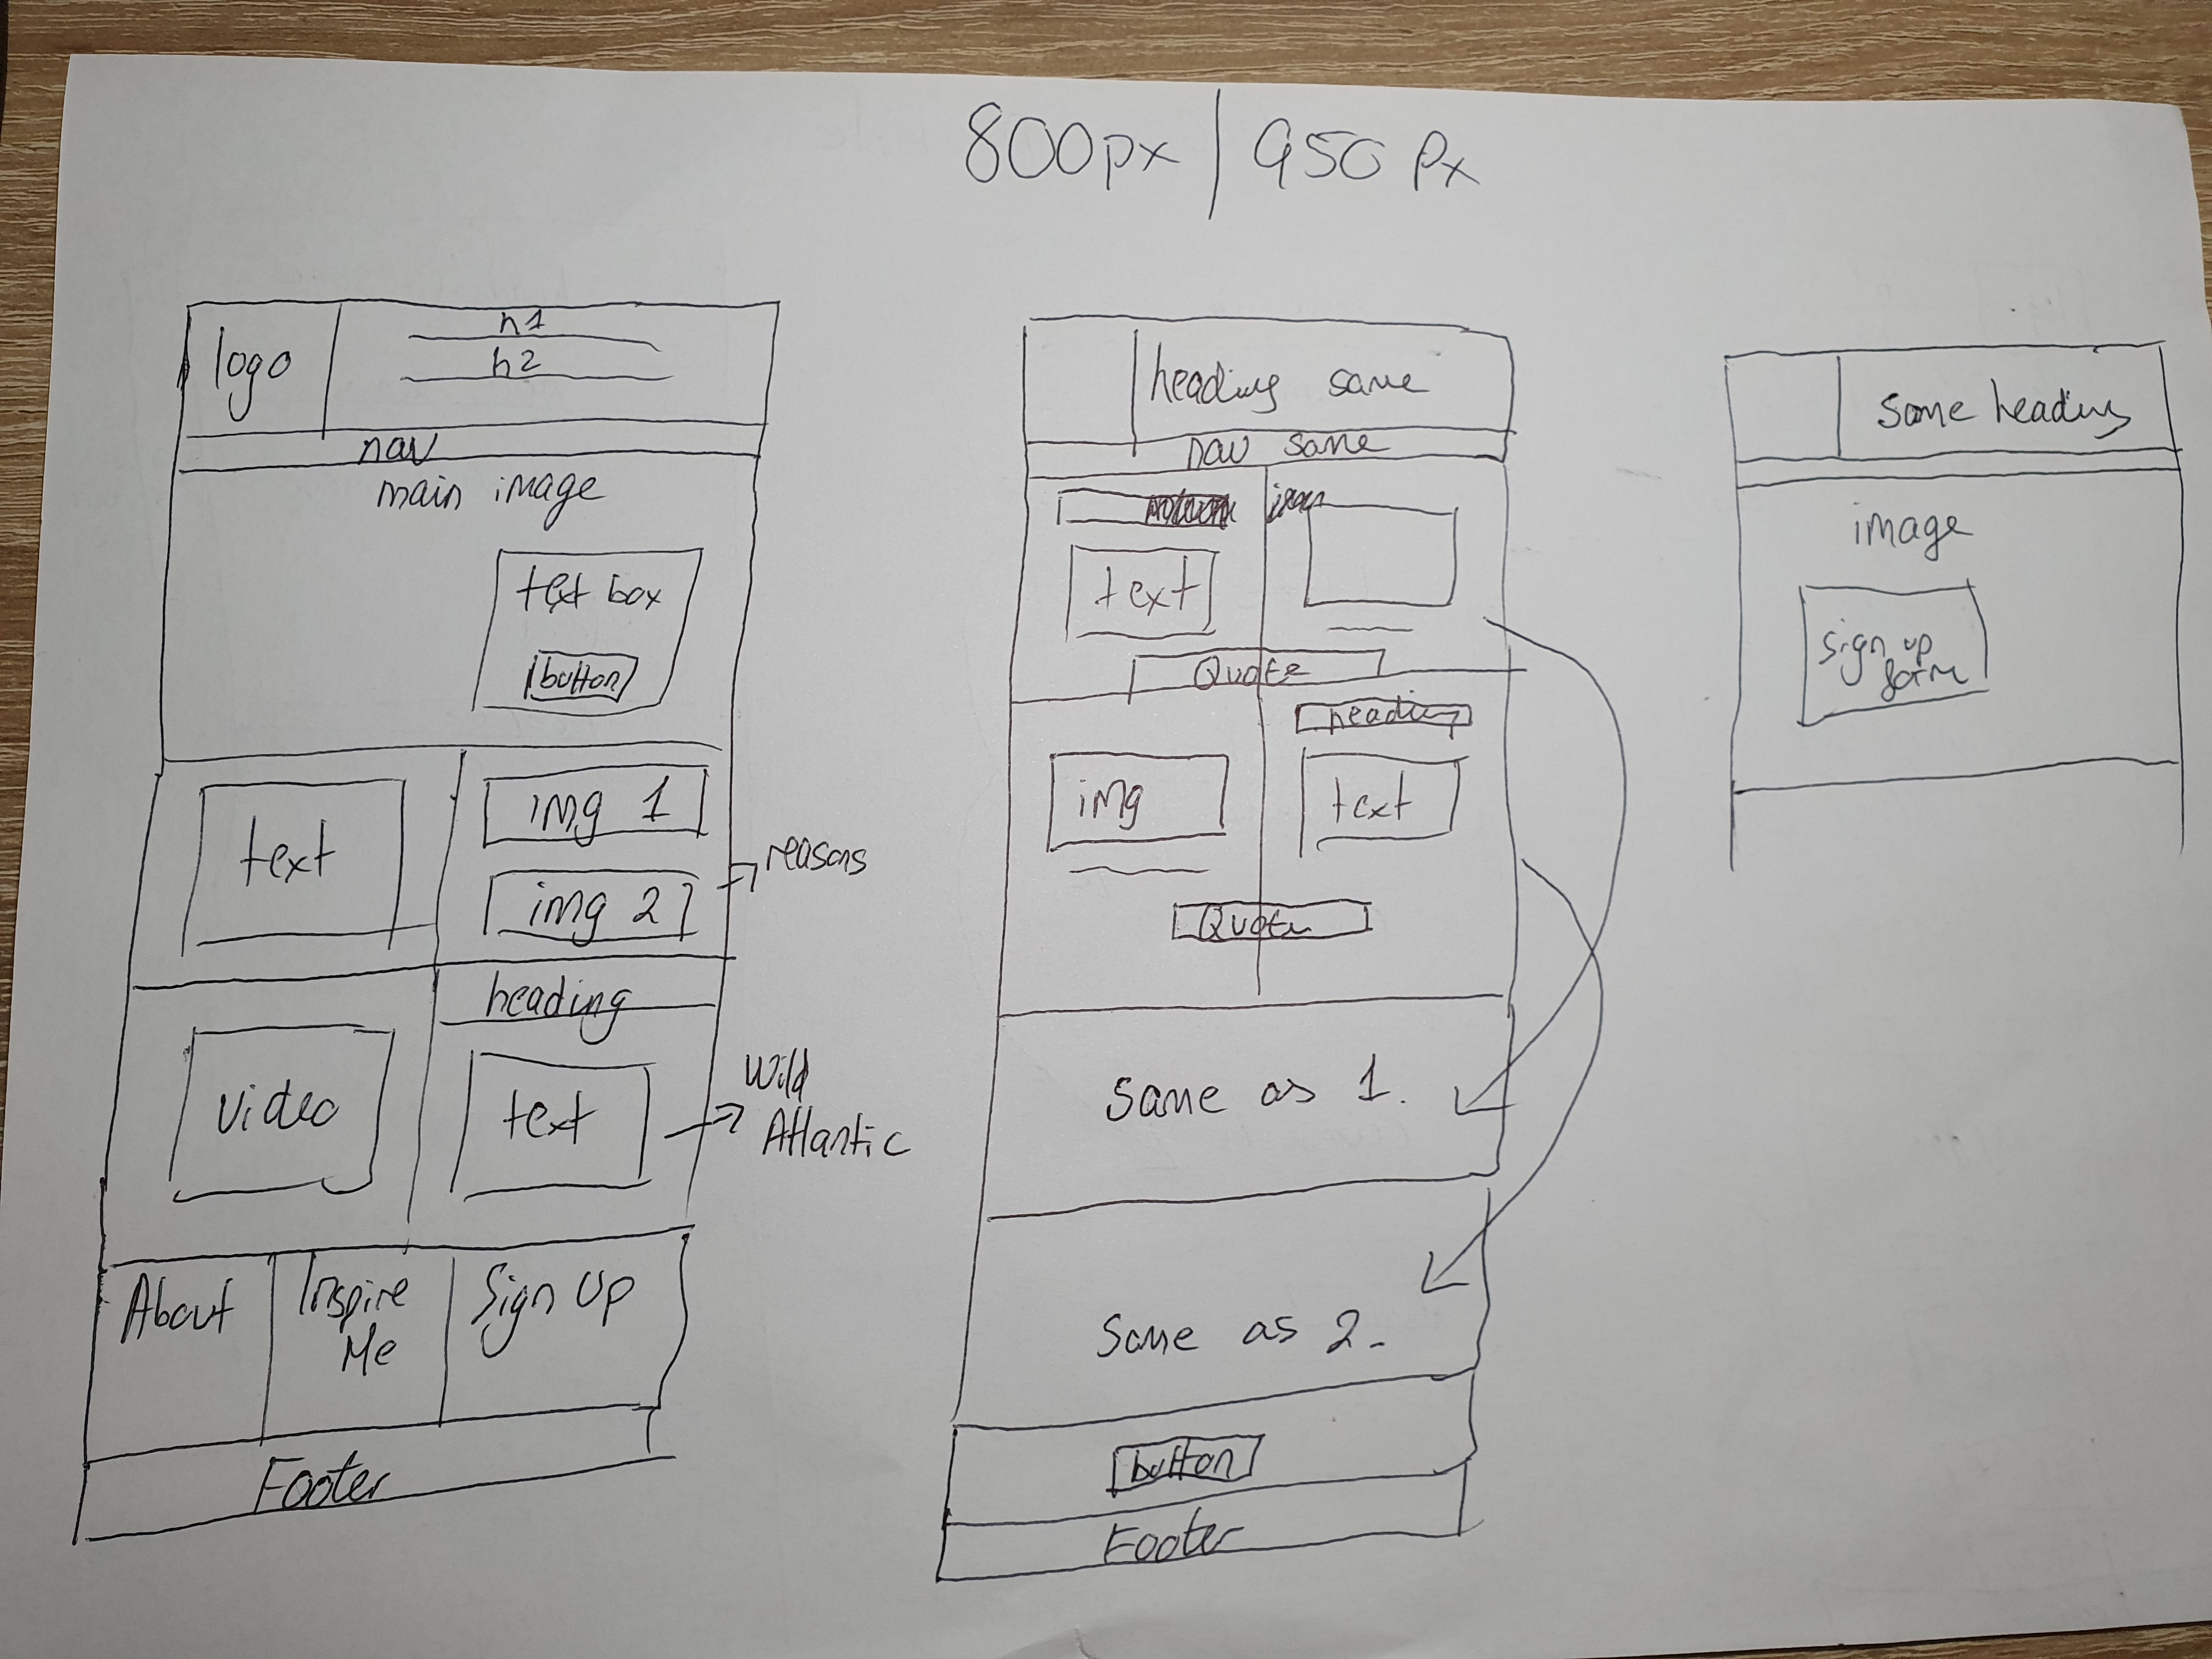 800px | 950 Px
logo
h1
h2
nav
main image
text box
button
text
img 1
img 2
reasons
heading
video
text
Wild
Atlantic
About
Inspire
Me
Sign Up
Footer
heading same
nav same
text
Quote
heading
img
text
Quote
Same as 1.
Same as 2.
button
Footer
Same heading
image
Sign up
form